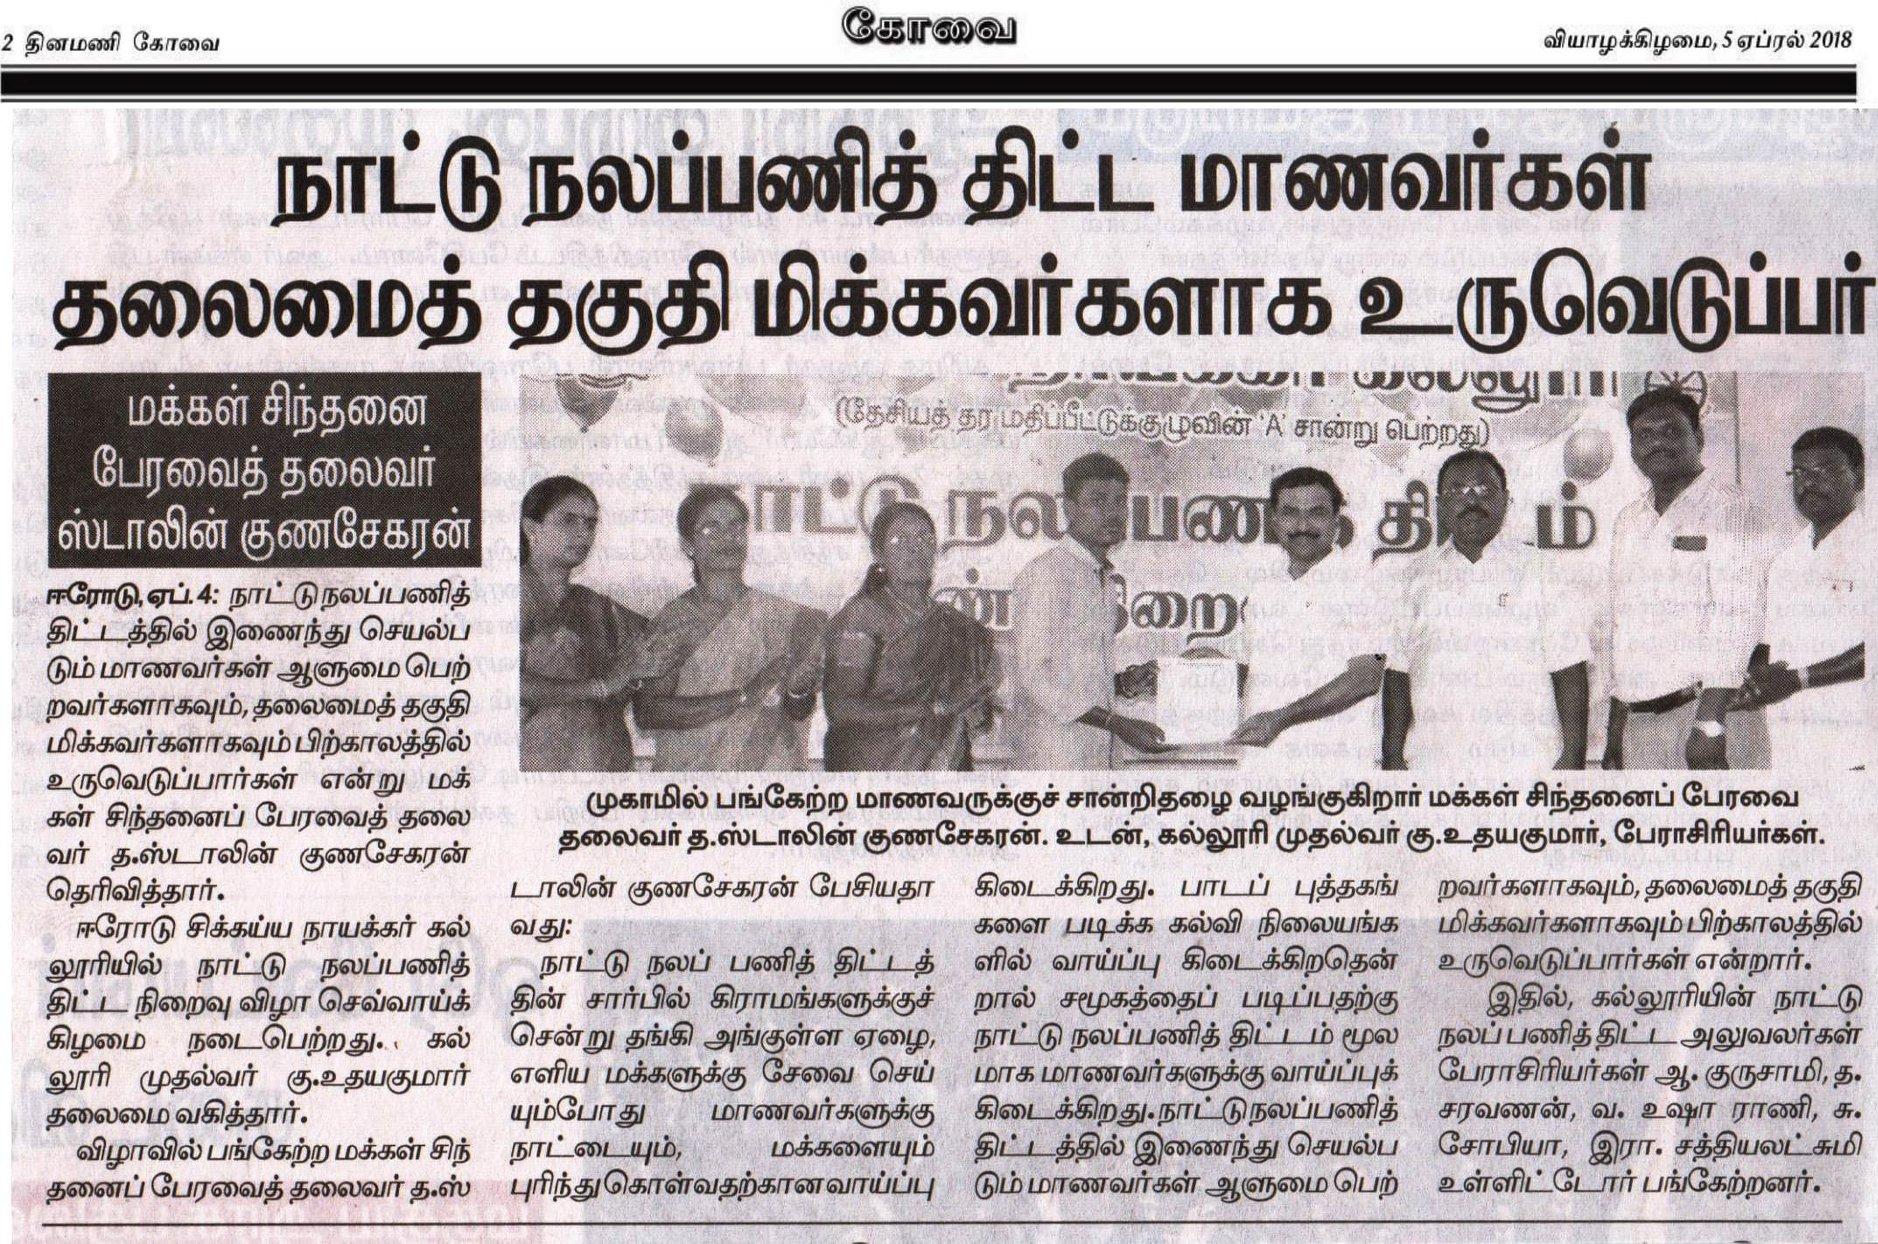 2 தினமணி கோவை
கோவை
வியாழக்கிழமை, 5 ஏப்ரல் 2018
நாட்டு நலப்பணித் திட்ட மாணவர்கள்
தலைமைத் தகுதி மிக்கவர்களாக உருவெடுப்பர்
மக்கள் சிந்தனை
பேரவைத் தலைவர்
ஸ்டாலின் குணசேகரன்
ஈரோடு, ஏப். 4: நாட்டு நலப்பணித்
திட்டத்தில் இணைந்து செயல்ப
டும் மாணவர்கள் ஆளுமை பெற்
றவர்களாகவும், தலைமைத் தகுதி
மிக்கவர்களாகவும் பிற்காலத்தில்
உருவெடுப்பார்கள் என்று மக்
கள் சிந்தனைப் பேரவைத் தலை
வர் த.ஸ்டாலின் குணசேகரன்
தெரிவித்தார்.
ஈரோடு சிக்கய்ய நாயக்கர் கல்
லூரியில் நாட்டு நலப்பணித்
திட்ட நிறைவு விழா செவ்வாய்க்
கிழமை நடைபெற்றது. கல்
லூரி முதல்வர் கு.உதயகுமார்
தலைமை வகித்தார்.
விழாவில் பங்கேற்ற மக்கள் சிந்
தனைப் பேரவைத் தலைவர் த.ஸ்
(தேசியத் தர மதிப்பீட்டுக்குழுவின் 'A' சான்று பெற்றது)
முகாமில் பங்கேற்ற மாணவருக்குச் சான்றிதழை வழங்குகிறார் மக்கள் சிந்தனைப் பேரவை
தலைவர் த.ஸ்டாலின் குணசேகரன். உடன், கல்லூரி முதல்வர் கு.உதயகுமார், பேராசிரியர்கள்.
டாலின் குணசேகரன் பேசியதா
வது:
நாட்டு நலப் பணித் திட்டத்
தின் சார்பில் கிராமங்களுக்குச்
சென்று தங்கி அங்குள்ள ஏழை,
எளிய மக்களுக்கு சேவை செய்
யும்போது மாணவர்களுக்கு
நாட்டையும், மக்களையும்
புரிந்து கொள்வதற்கான வாய்ப்பு
கிடைக்கிறது. பாடப் புத்தகங்
களை படிக்க கல்வி நிலையங்க
ளில் வாய்ப்பு கிடைக்கிறதென்
றால் சமூகத்தைப் படிப்பதற்கு
நாட்டு நலப்பணித் திட்டம் மூல
மாக மாணவர்களுக்கு வாய்ப்புக்
கிடைக்கிறது. நாட்டு நலப்பணித்
திட்டத்தில் இணைந்து செயல்ப
டும் மாணவர்கள் ஆளுமை பெற்
றவர்களாகவும், தலைமைத் தகுதி
மிக்கவர்களாகவும் பிற்காலத்தில்
உருவெடுப்பார்கள் என்றார்.
இதில், கல்லூரியின் நாட்டு
நலப் பணித் திட்ட அலுவலர்கள்
பேராசிரியர்கள் ஆ. குருசாமி, த.
சரவணன், வ. உஷா ராணி, சு.
சோபியா, இரா. சத்தியலட்சுமி
உள்ளிட்டோர் பங்கேற்றனர்.